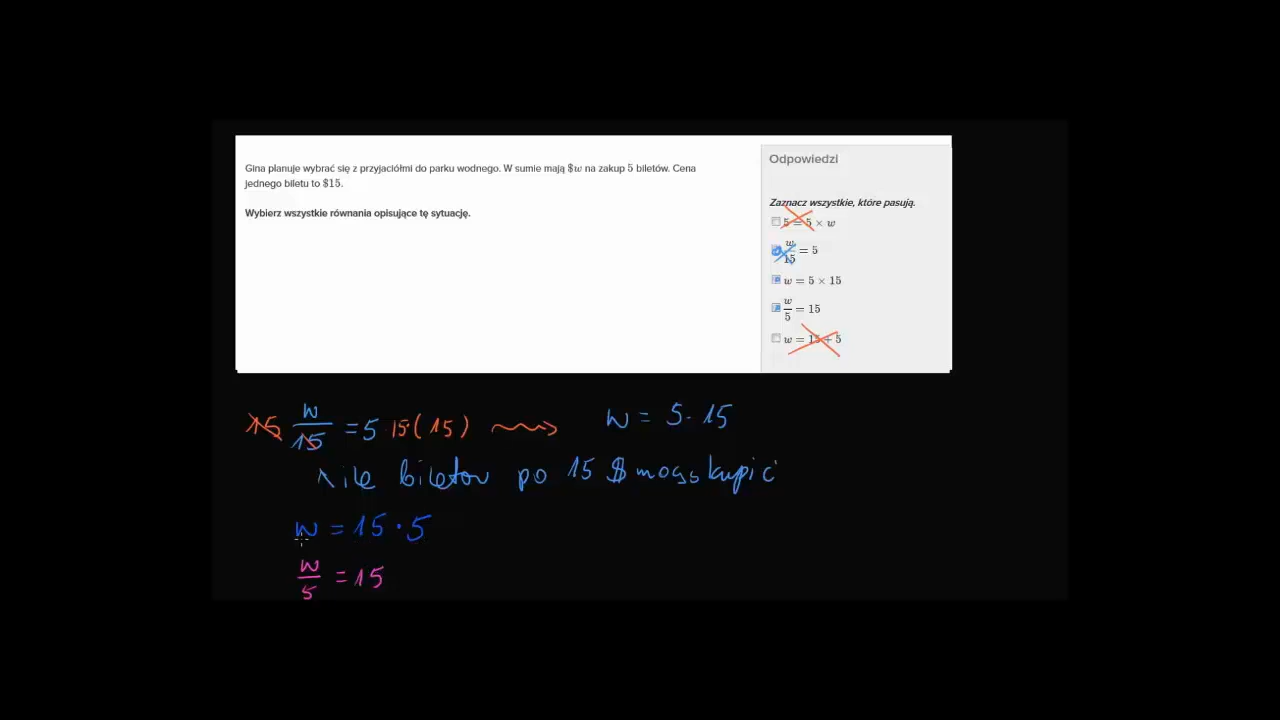 Gina planuje wybrać się z przyjaciółmi do parku wodnego. W sumie mają $w na zakup 5 biletów. Cena
jednego biletu to $15.
Wybierz wszystkie równania opisujące tę sytuację.
Odpowiedzi
Zaznacz wszystkie, które pasują.
5 = 5 × w
w/15 = 5
w = 5 × 15
w/5 = 15
w = 15 + 5
15 w/15 = 5 · 15 (15) w = 5 · 15
ile biletow po 15 $ mogą kupić
w = 15 · 5
w/5 = 15